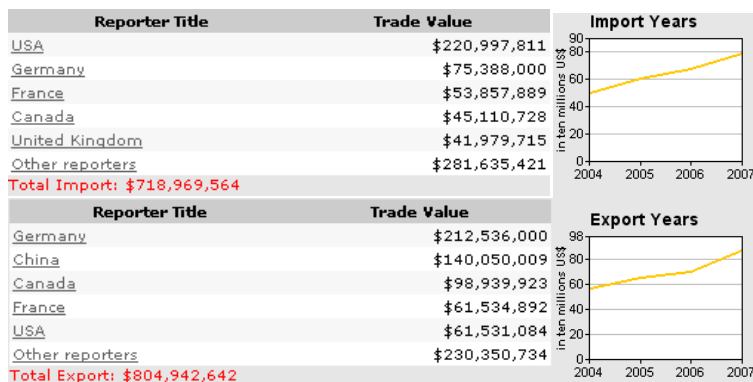 Reporter Title Trade Value
USA $220,997,811
Germany $75,388,000
France $53,857,889
Canada $45,110,728
United Kingdom $41,979,715
Other reporters $281,635,421
Total Import: $718,969,564
Import Years
in ten millions US$
90
80
60
40
20
0
2004 2005 2006 2007
Reporter Title Trade Value
Germany $212,536,000
China $140,050,009
Canada $98,939,923
France $61,534,892
USA $61,531,084
Other reporters $230,350,734
Total Export: $804,942,642
Export Years
in ten millions US$
98
80
60
40
20
0
2004 2005 2006 2007